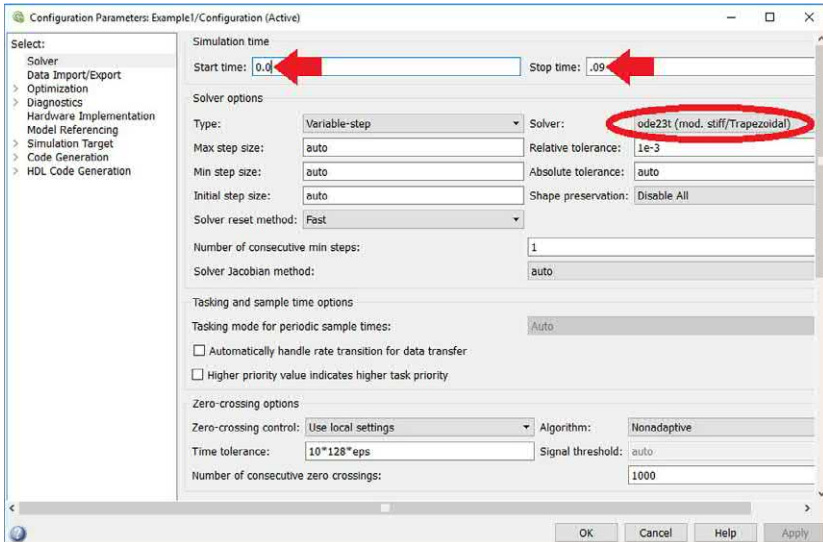 Configuration Parameters: Example1/Configuration (Active)
Select:
Solver
Data Import/Export
> Optimization
> Diagnostics
Hardware Implementation
Model Referencing
> Simulation Target
> Code Generation
> HDL Code Generation
Simulation time
Start time: 0.0 Stop time: .09
Solver options
Type: Variable-step Solver: ode23t (mod. stiff/Trapezoidal)
Max step size: auto Relative tolerance: 1e-3
Min step size: auto Absolute tolerance: auto
Initial step size: auto Shape preservation: Disable All
Solver reset method: Fast
Number of consecutive min steps: 1
Solver Jacobian method: auto
Tasking and sample time options
Tasking mode for periodic sample times: Auto
Automatically handle rate transition for data transfer
Higher priority value indicates higher task priority
Zero-crossing options
Zero-crossing control: Use local settings Algorithm: Nonadaptive
Time tolerance: 10*128*eps Signal threshold: auto
Number of consecutive zero crossings: 1000
OK Cancel Help Apply